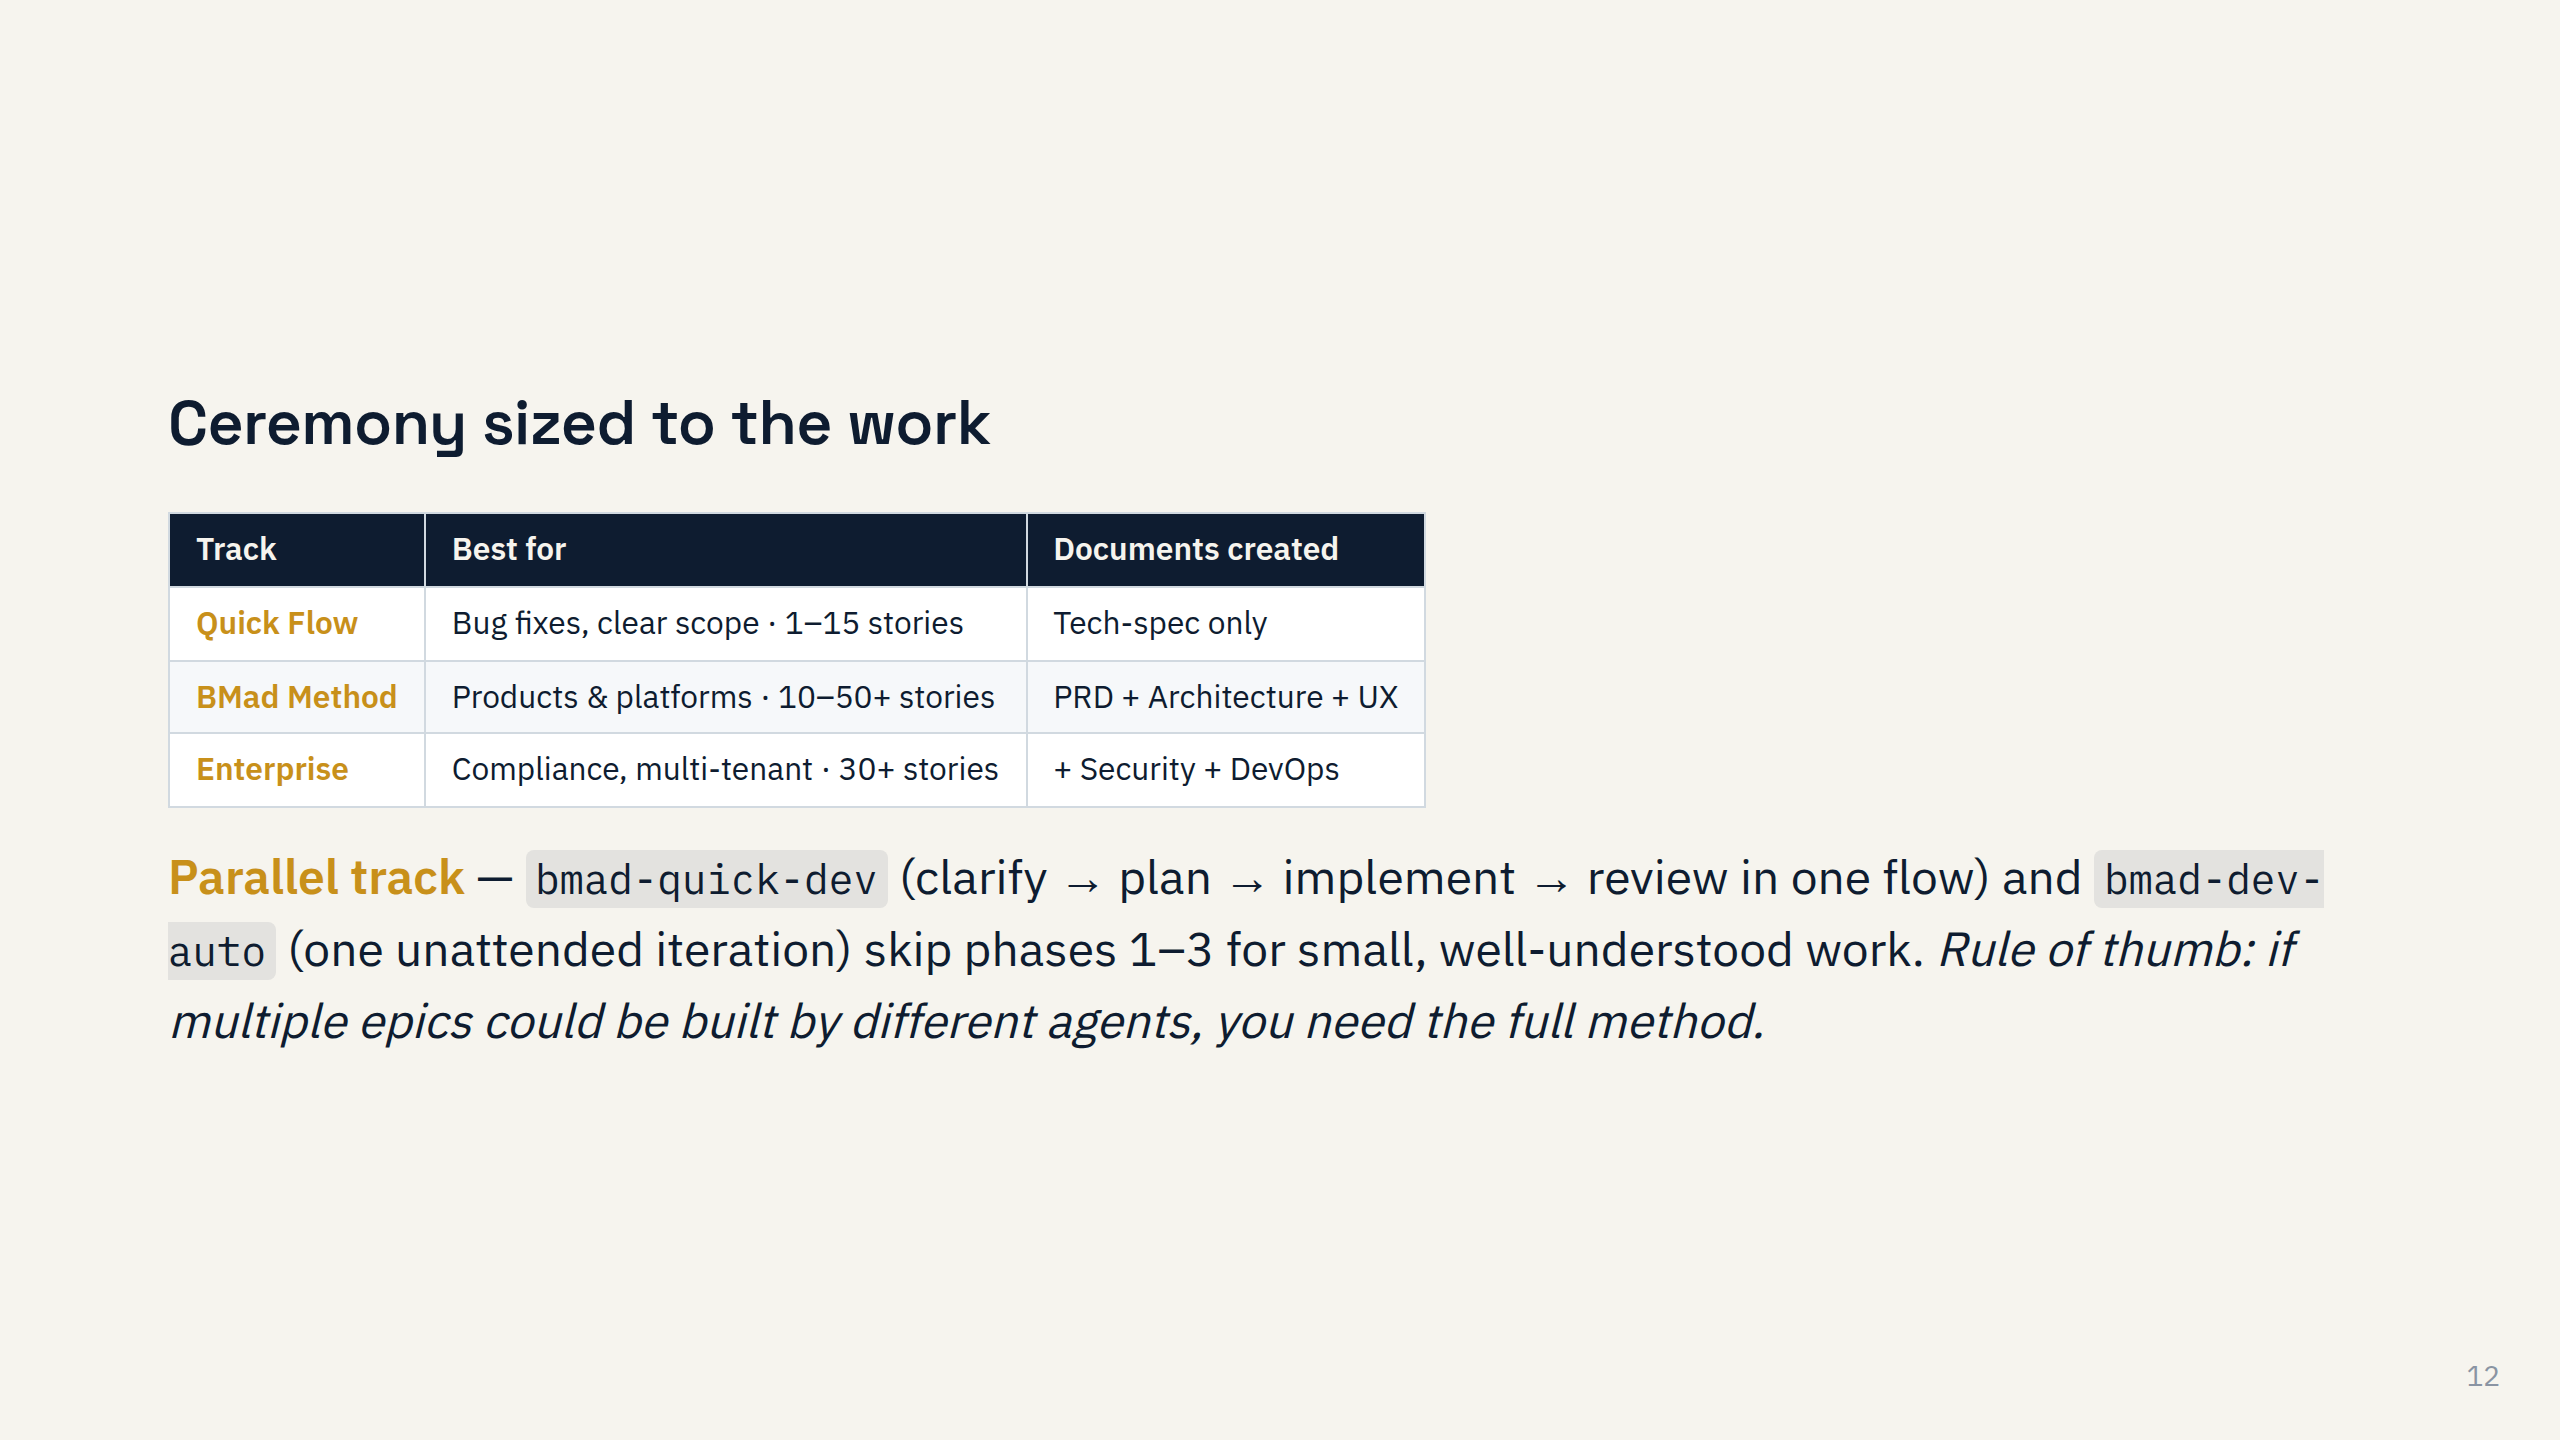 Ceremony sized to the work
Track Best for Documents created
Quick Flow Bug fixes, clear scope · 1–15 stories Tech-spec only
BMad Method Products & platforms · 10–50+ stories PRD + Architecture + UX
Enterprise Compliance, multi-tenant · 30+ stories + Security + DevOps
Parallel track — bmad-quick-dev (clarify → plan → implement → review in one flow) and bmad-dev-
auto (one unattended iteration) skip phases 1–3 for small, well-understood work. Rule of thumb: if
multiple epics could be built by different agents, you need the full method.
12